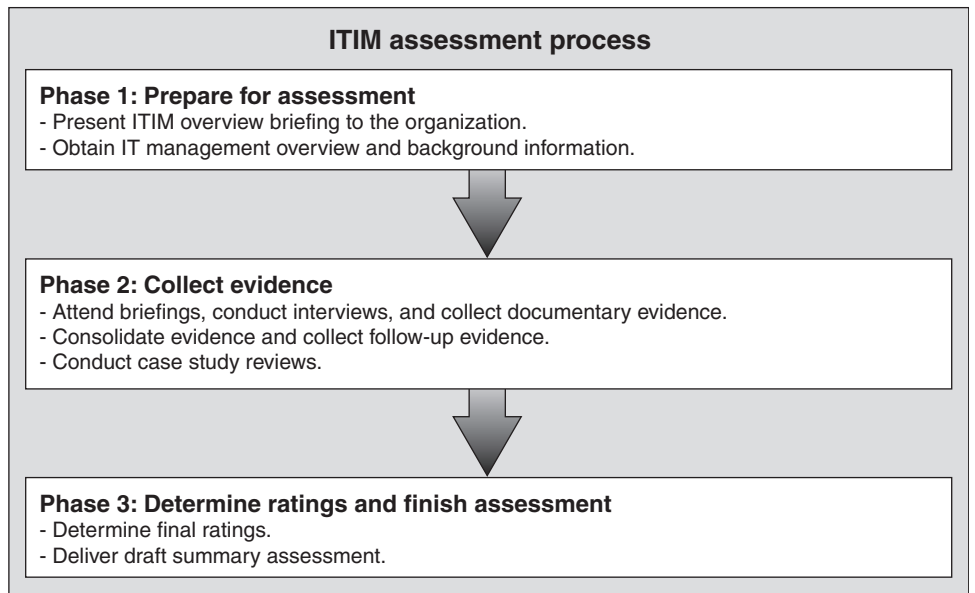 ITIM assessment process
Phase 1: Prepare for assessment
- Present ITIM overview briefing to the organization.
- Obtain IT management overview and background information.
Phase 2: Collect evidence
- Attend briefings, conduct interviews, and collect documentary evidence.
- Consolidate evidence and collect follow-up evidence.
- Conduct case study reviews.
Phase 3: Determine ratings and finish assessment
- Determine final ratings.
- Deliver draft summary assessment.